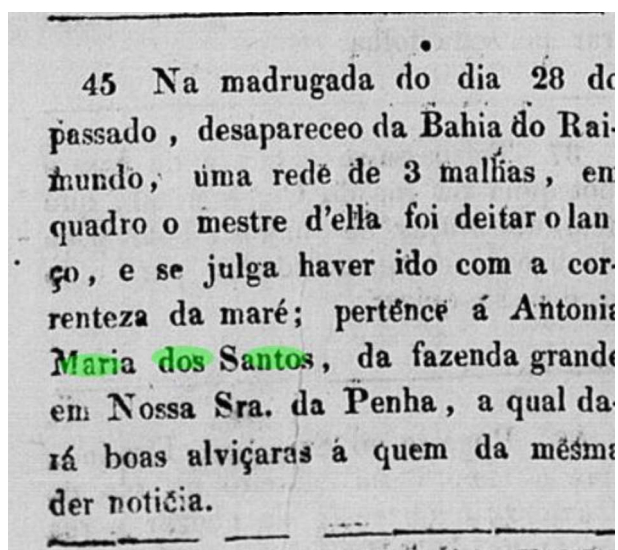 45 Na madrugada do dia 28 do
passado, desapareceo da Bahia do Rai-
mundo, uma rede de 3 malhas, em
quadro o mestre d'ella foi deitar o lan
ço, e se julga haver ido com a cor-
renteza da maré; pertence á Antonia
Maria dos Santos, da fazenda grande
em Nossa Sra. da Penha, a qual da-
rá boas alviçaras á quem da mesma
der noticia.